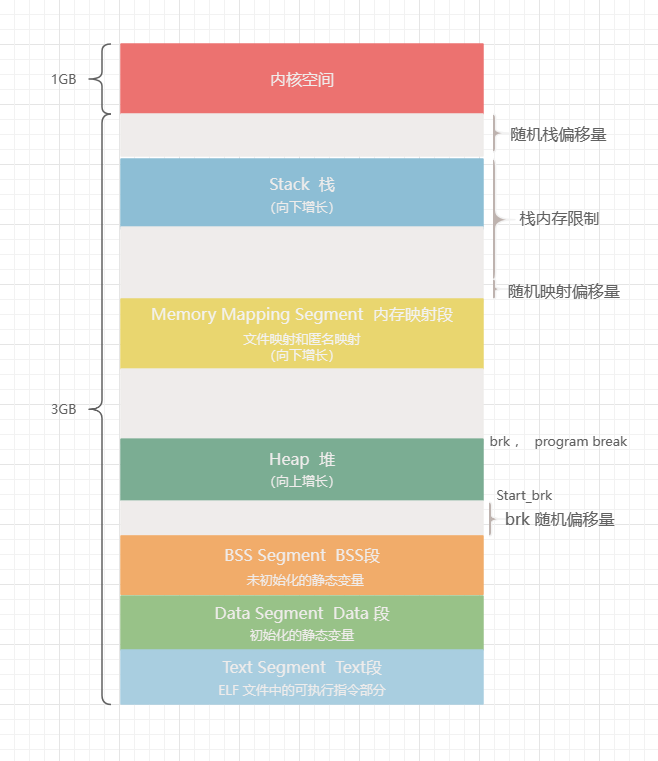 1GB
内核空间
随机栈偏移量
Stack 栈
（向下增长）
栈内存限制
随机映射偏移量
Memory Mapping Segment 内存映射段
文件映射和匿名映射
（向下增长）
3GB
brk ， program break
Heap 堆
（向上增长）
Start_brk
brk 随机偏移量
BSS Segment BSS段
未初始化的静态变量
Data Segment Data 段
初始化的静态变量
Text Segment Text段
ELF 文件中的可执行指令部分